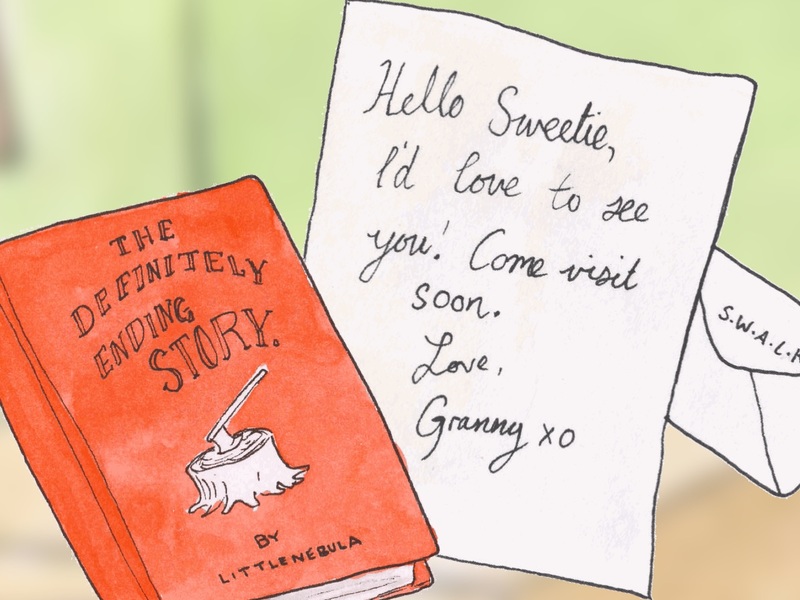 THE
DEFINITELY
ENDING
STORY.
BY
LITTLENEBULA
Hello Sweetie,
I'd love to see
you! Come visit
soon.
Love,
Granny xo
S.W.A.L.K